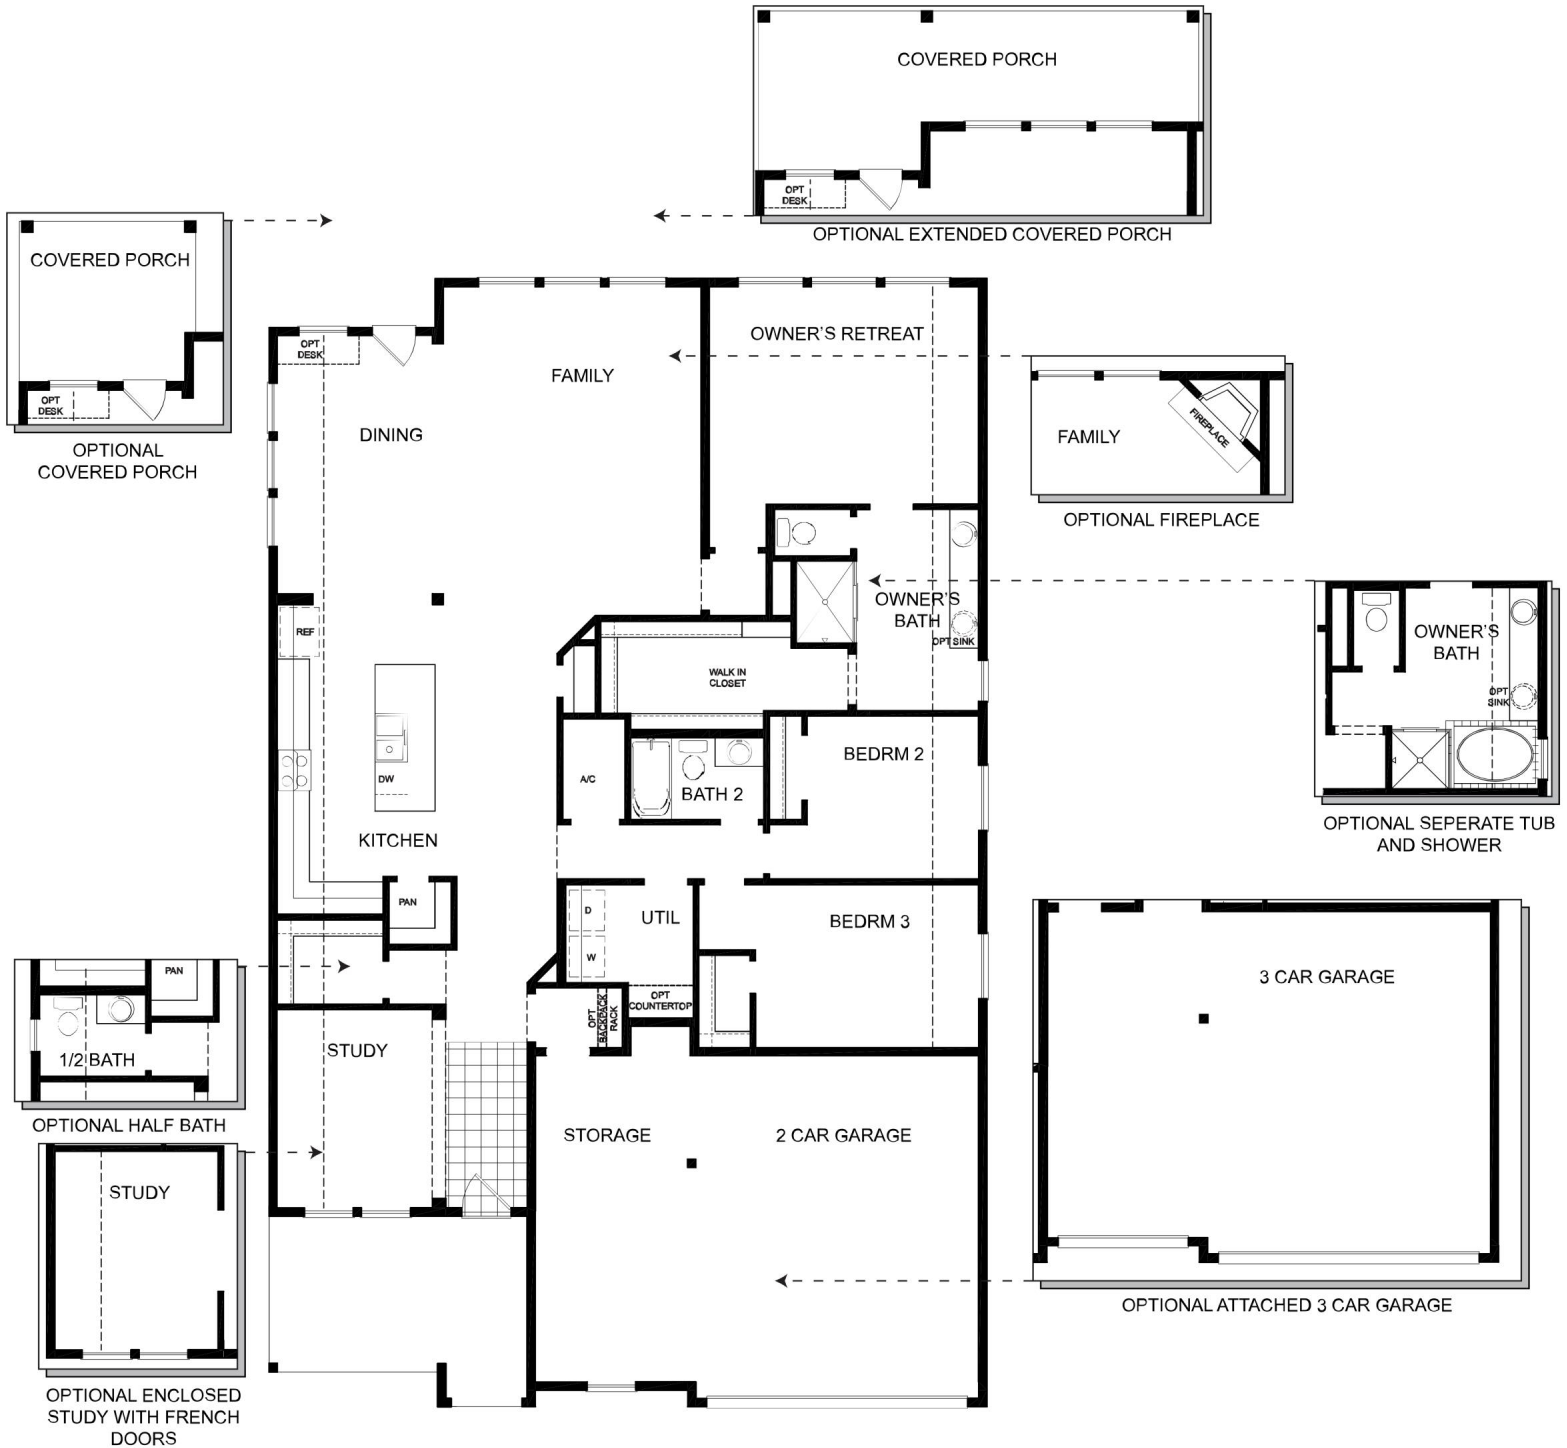 COVERED PORCH
OPT
DESK
OPTIONAL EXTENDED COVERED PORCH
COVERED PORCH
OPT
DESK
OPTIONAL
COVERED PORCH
OPT
DESK
FAMILY
DINING
OWNER'S RETREAT
FAMILY
FIREPLACE
OPTIONAL FIREPLACE
OWNER'S
BATH
OPT SINK
REF
WALK IN
CLOSET
OWNER'S
BATH
OPT
SINK
OPTIONAL SEPERATE TUB
AND SHOWER
DW
KITCHEN
A/C
BATH 2
BEDRM 2
PAN
D
W
UTIL
BEDRM 3
OPT
COUNTERTOP
OPT
BACKPACK
RACK
PAN
1/2 BATH
OPTIONAL HALF BATH
STUDY
3 CAR GARAGE
OPTIONAL ATTACHED 3 CAR GARAGE
STORAGE
2 CAR GARAGE
STUDY
OPTIONAL ENCLOSED
STUDY WITH FRENCH
DOORS